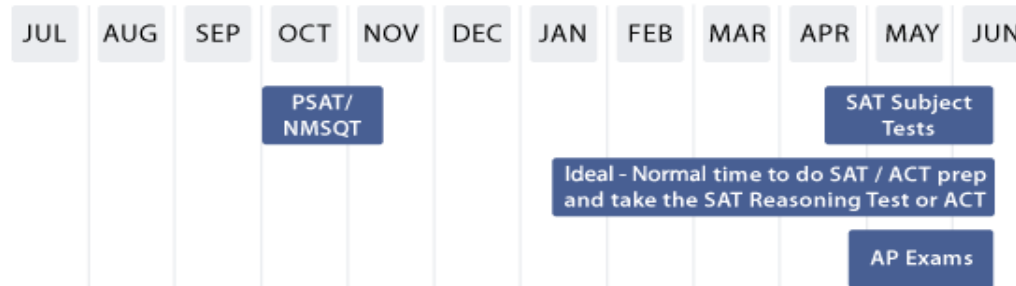 JUL AUG SEP OCT NOV DEC JAN FEB MAR APR MAY JUN
PSAT/
NMSQT
SAT Subject
Tests
Ideal - Normal time to do SAT / ACT prep
and take the SAT Reasoning Test or ACT
AP Exams